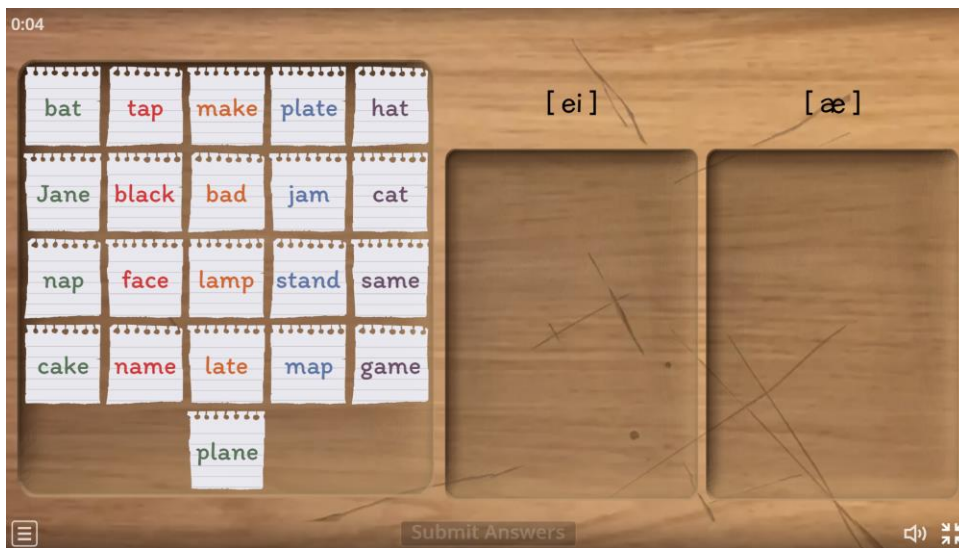 0:04
bat tap make plate hat
[ ei ] [ æ ]
Jane black bad jam cat
nap face lamp stand same
cake name late map game
plane
Submit Answers